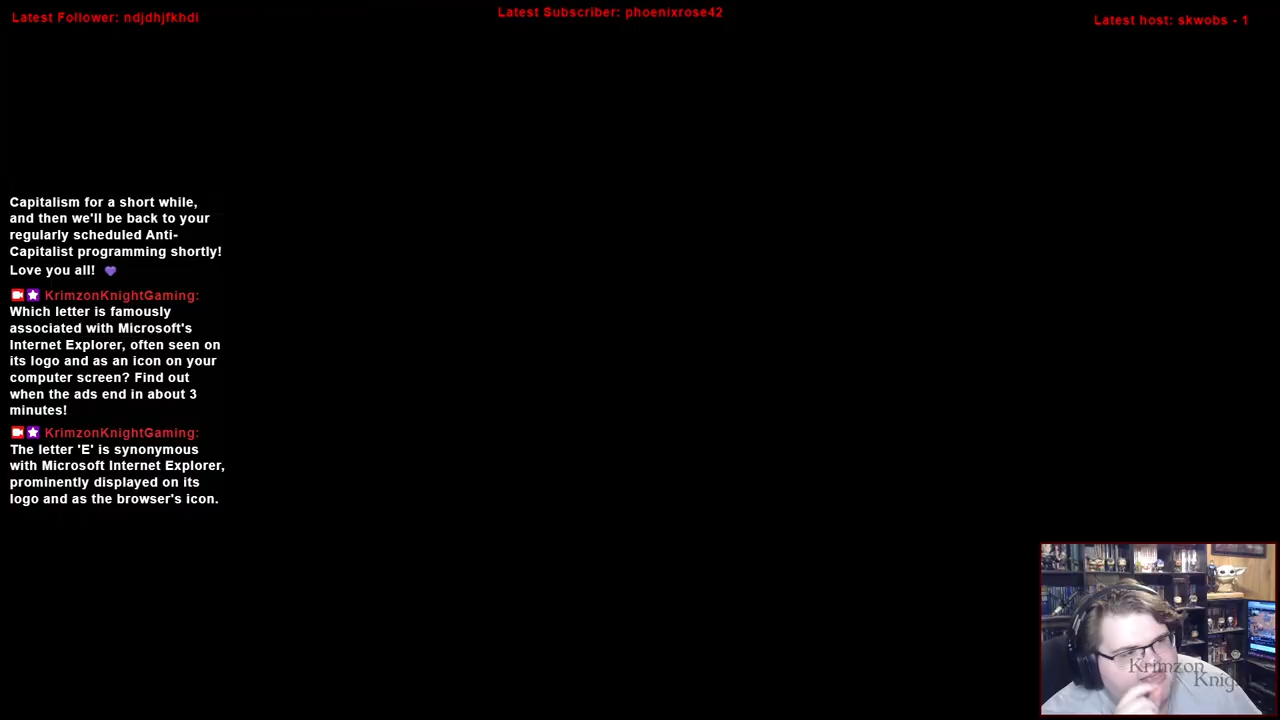 Latest Follower: ndjdhjfkhdi
Latest Subscriber: phoenixrose42
Latest host: skwobs - 1
Capitalism for a short while,
and then we'll be back to your
regularly scheduled Anti-
Capitalist programming shortly!
Love you all! 💜
KrimzonKnightGaming:
Which letter is famously
associated with Microsoft's
Internet Explorer, often seen on
its logo and as an icon on your
computer screen? Find out
when the ads end in about 3
minutes!
KrimzonKnightGaming:
The letter 'E' is synonymous
with Microsoft Internet Explorer,
prominently displayed on its
logo and as the browser's icon.
Krimzon